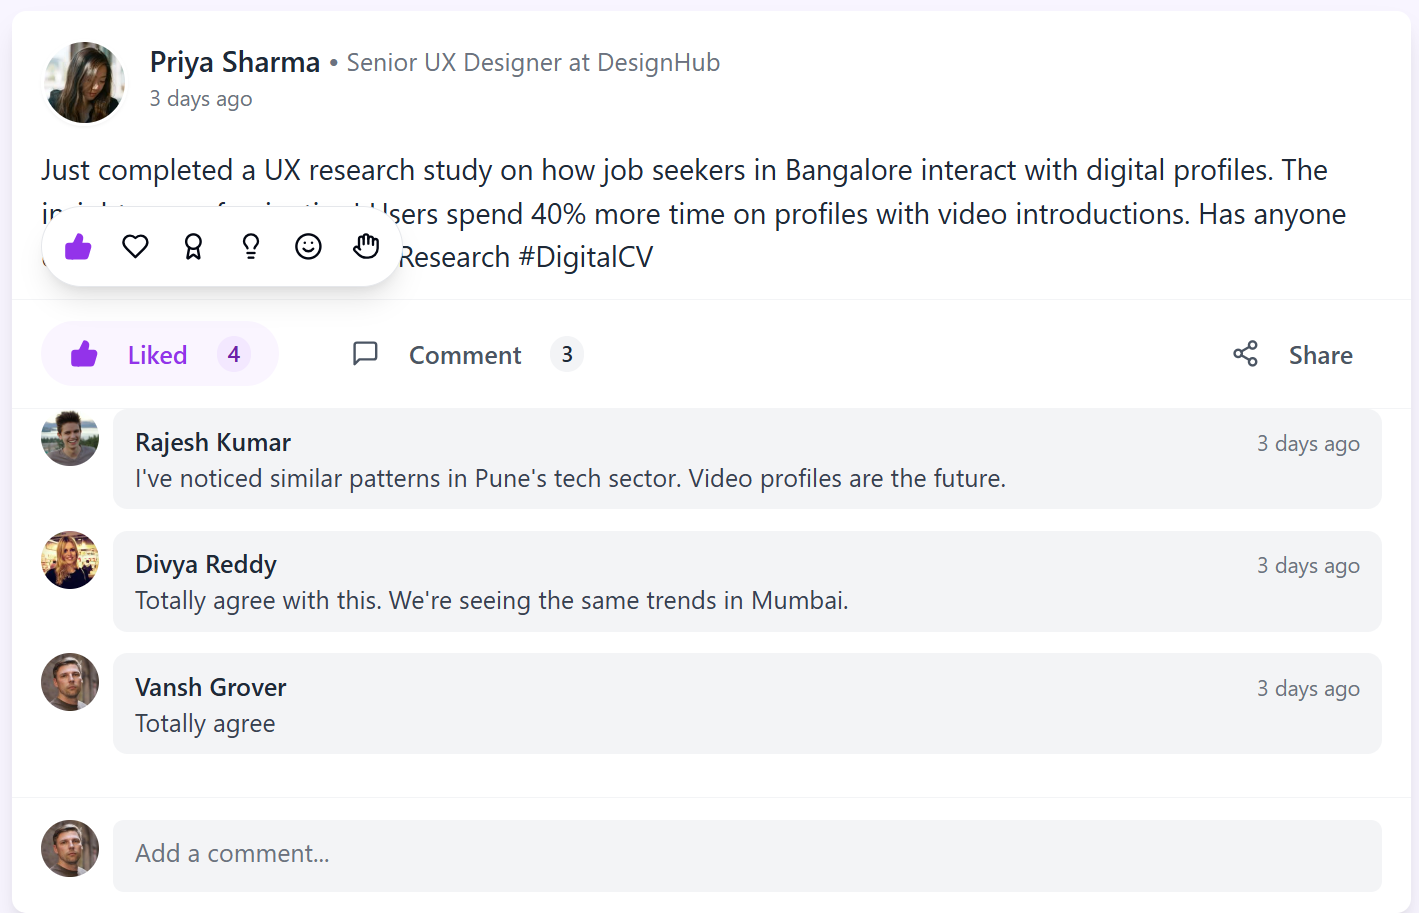 Priya Sharma • Senior UX Designer at DesignHub
3 days ago
Just completed a UX research study on how job seekers in Bangalore interact with digital profiles. The
Users spend 40% more time on profiles with video introductions. Has anyone
Research #DigitalCV
Liked 4 Comment 3 Share
Rajesh Kumar 3 days ago
I've noticed similar patterns in Pune's tech sector. Video profiles are the future.
Divya Reddy 3 days ago
Totally agree with this. We're seeing the same trends in Mumbai.
Vansh Grover 3 days ago
Totally agree
Add a comment...